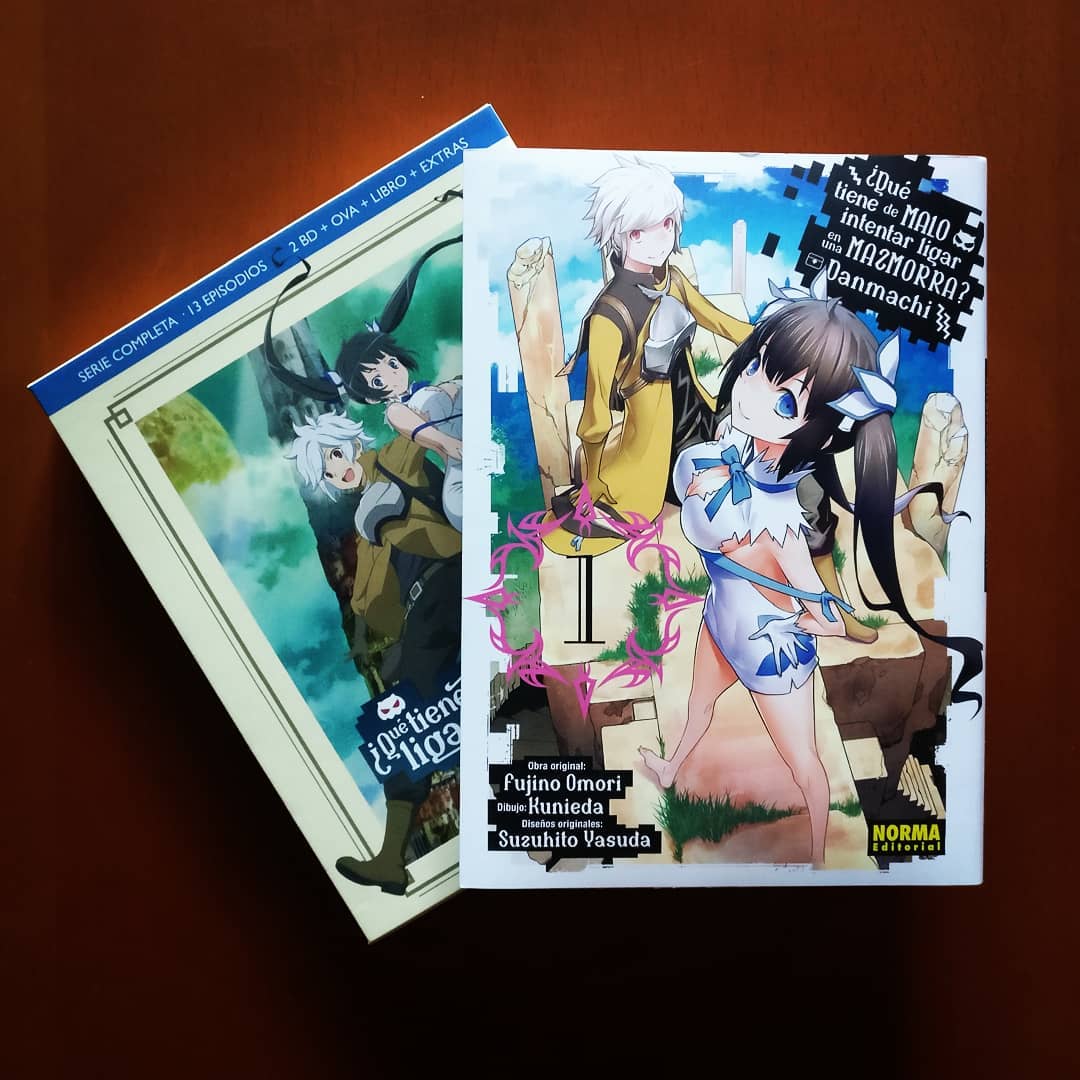 SERIE COMPLETA · 13 EPISODIOS 2 BD + OVA + LIBRO + EXTRAS
¿Qué tiene
liga
¿Qué
tiene de MALO
intentar ligar
en una MAZMORRA?
Danmachi
1
Obra original:
Fujino Omori
Dibujo: Kunieda
Diseños originales:
Suzuhito Yasuda
NORMA
Editorial